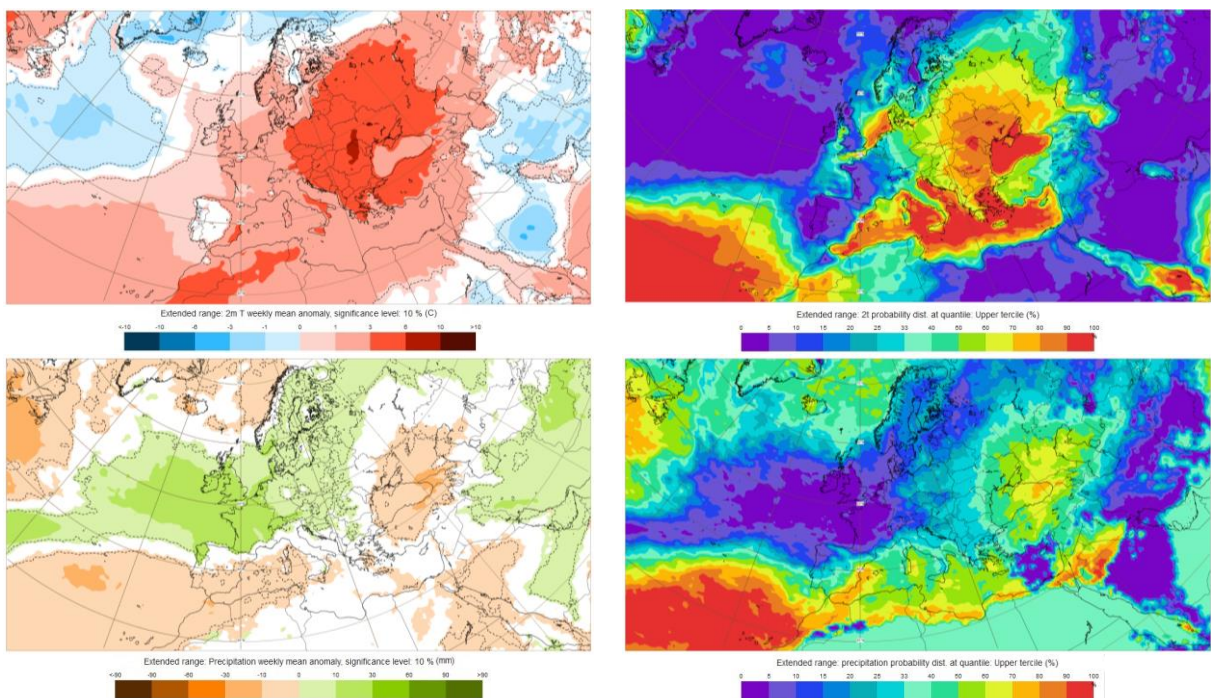 Extended range: 2m T weekly mean anomaly, significance level: 10 % (C)
<-10 -10 -6 -3 -1 0 1 3 6 10 >10
Extended range: 2t probability dist. at quantile: Upper tercile (%)
0 5 10 15 20 25 33 40 50 60 70 80 90 100
%
Extended range: Precipitation weekly mean anomaly, significance level: 10 % (mm)
<-90 -90 -60 -30 -10 0 10 30 60 90 >90
Extended range: precipitation probability dist. at quantile: Upper tercile (%)
0 5 10 15 20 25 33 40 50 60 70 80 90 100
%